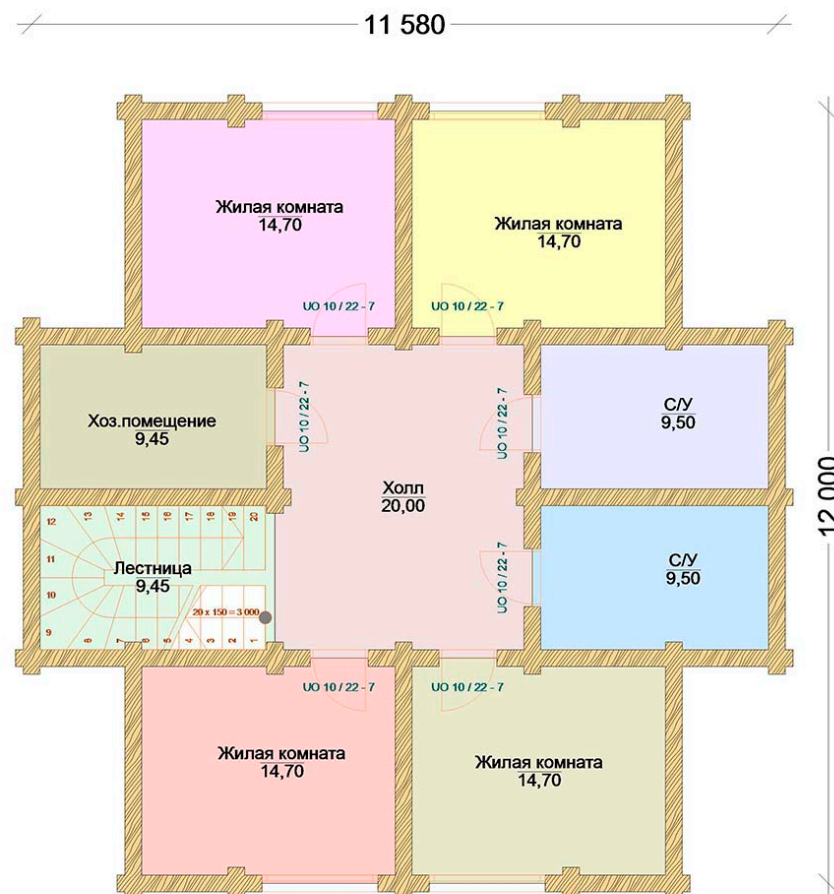 11 580
Жилая комната
14,70
Жилая комната
14,70
UO 10 / 22 - 7
UO 10 / 22 - 7
Хоз.помещение
9,45
UO 10 / 22 - 7
UO 10 / 22 - 7
С/У
9,50
Холл
20,00
12 000
12
13
14
15
16
17
18
19
20
11
Лестница
9,45
10
20 x 150 = 3 000
9
8
7
6
5
4
3
2
1
UO 10 / 22 - 7
С/У
9,50
UO 10 / 22 - 7
UO 10 / 22 - 7
Жилая комната
14,70
Жилая комната
14,70